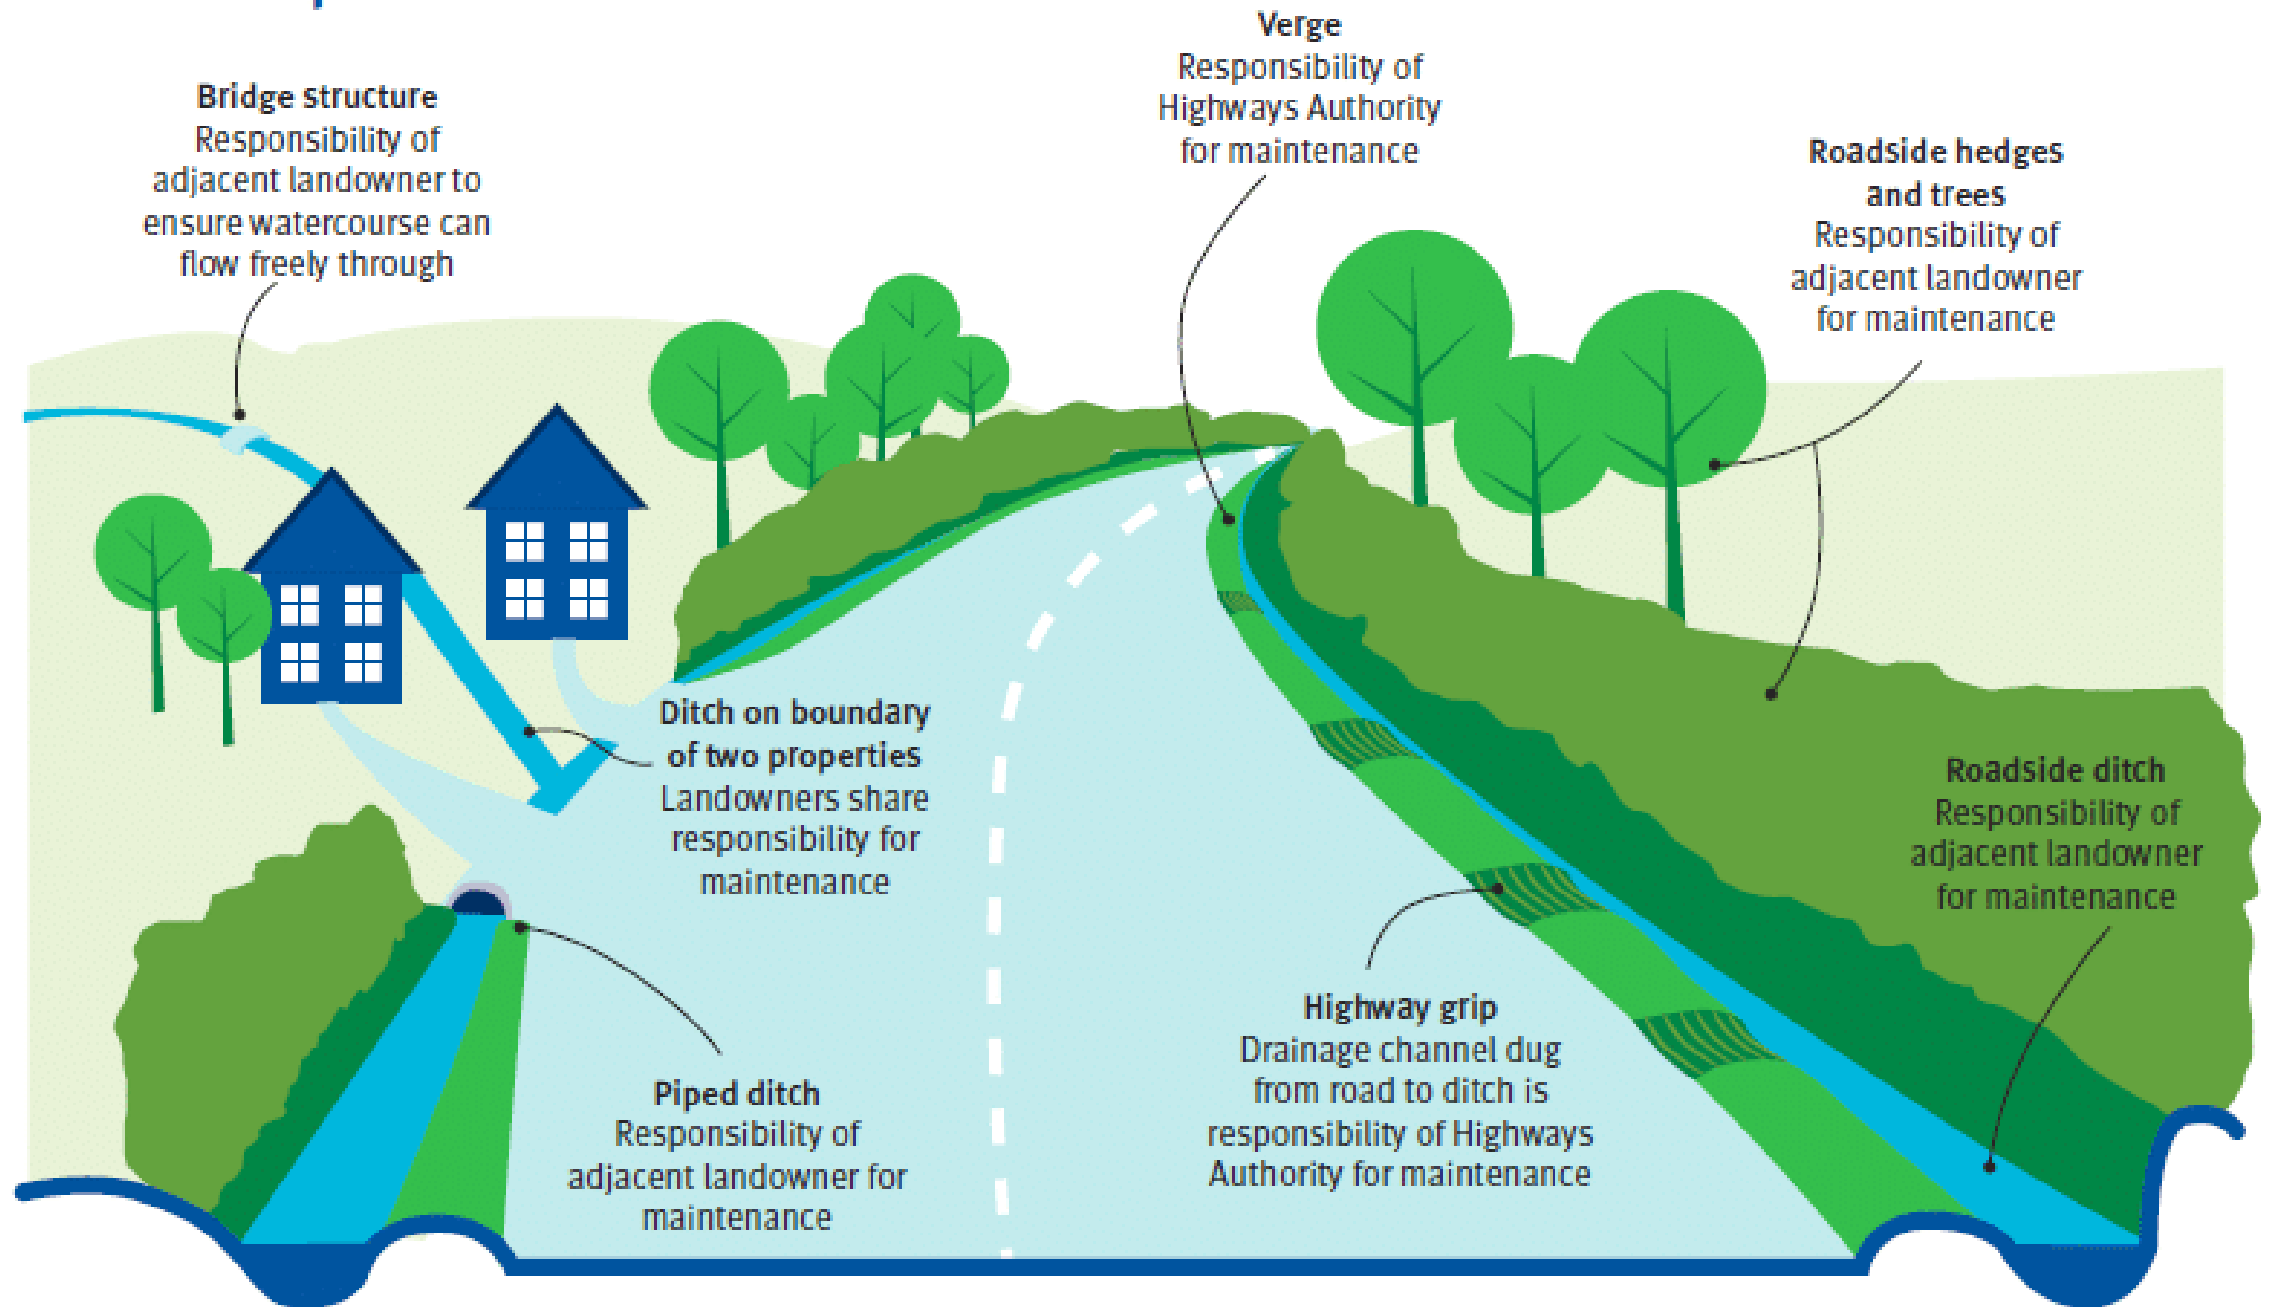 Bridge structure
Responsibility of
adjacent landowner to
ensure watercourse can
flow freely through
Verge
Responsibility of
Highways Authority
for maintenance
Roadside hedges
and trees
Responsibility of
adjacent landowner
for maintenance
Ditch on boundary
of two properties
Landowners share
responsibility for
maintenance
Roadside ditch
Responsibility of
adjacent landowner
for maintenance
Piped ditch
Responsibility of
adjacent landowner for
maintenance
Highway grip
Drainage channel dug
from road to ditch is
responsibility of Highways
Authority for maintenance